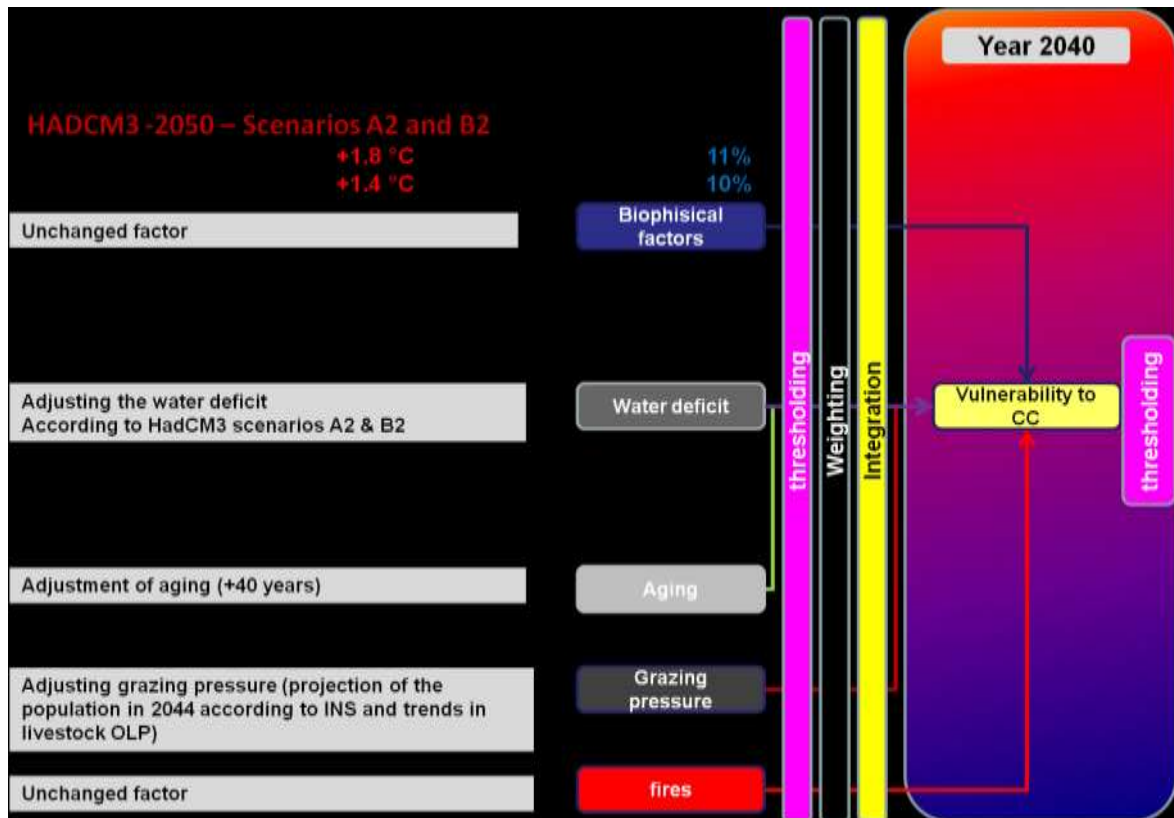 Year 2040
HADCM3 -2050 – Scenarios A2 and B2
+1.8 °C 11%
+1.4 °C 10%
Unchanged factor
Biophisical
factors
Adjusting the water deficit
According to HadCM3 scenarios A2 & B2
Water deficit
Adjustment of aging (+40 years)
Aging
Adjusting grazing pressure (projection of the
population in 2044 according to INS and trends in
livestock OLP)
Grazing
pressure
Unchanged factor
fires
thresholding
Weighting
Integration
Vulnerability to
CC
thresholding